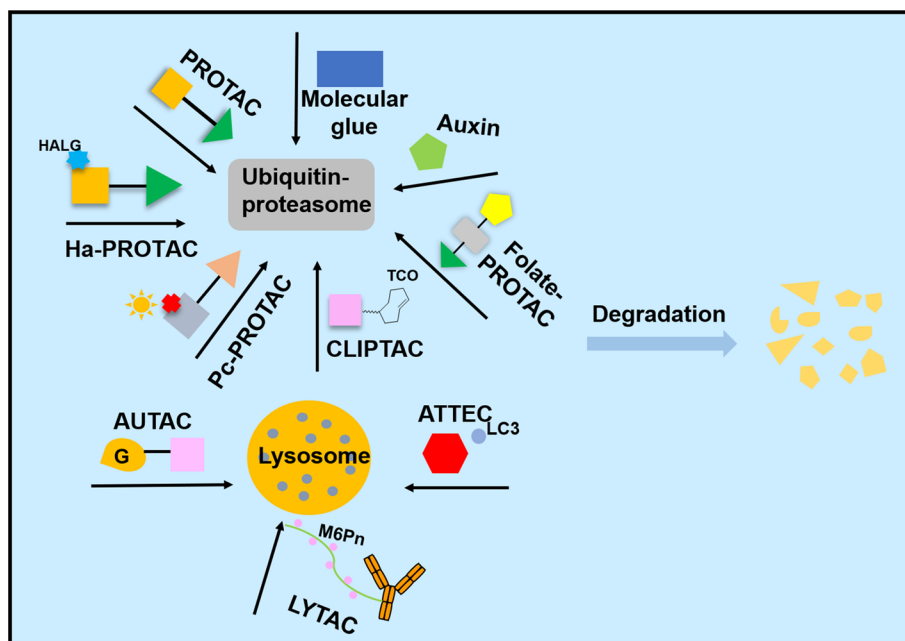 PROTAC
Molecular
glue
Auxin
HALG
Ubiquitin-
proteasome
Ha-PROTAC
Folate-
PROTAC
Pc-PROTAC
TCO
CLIPTAC
Degradation
AUTAC
G
Lysosome
ATTEC
LC3
M6Pn
LYTAC